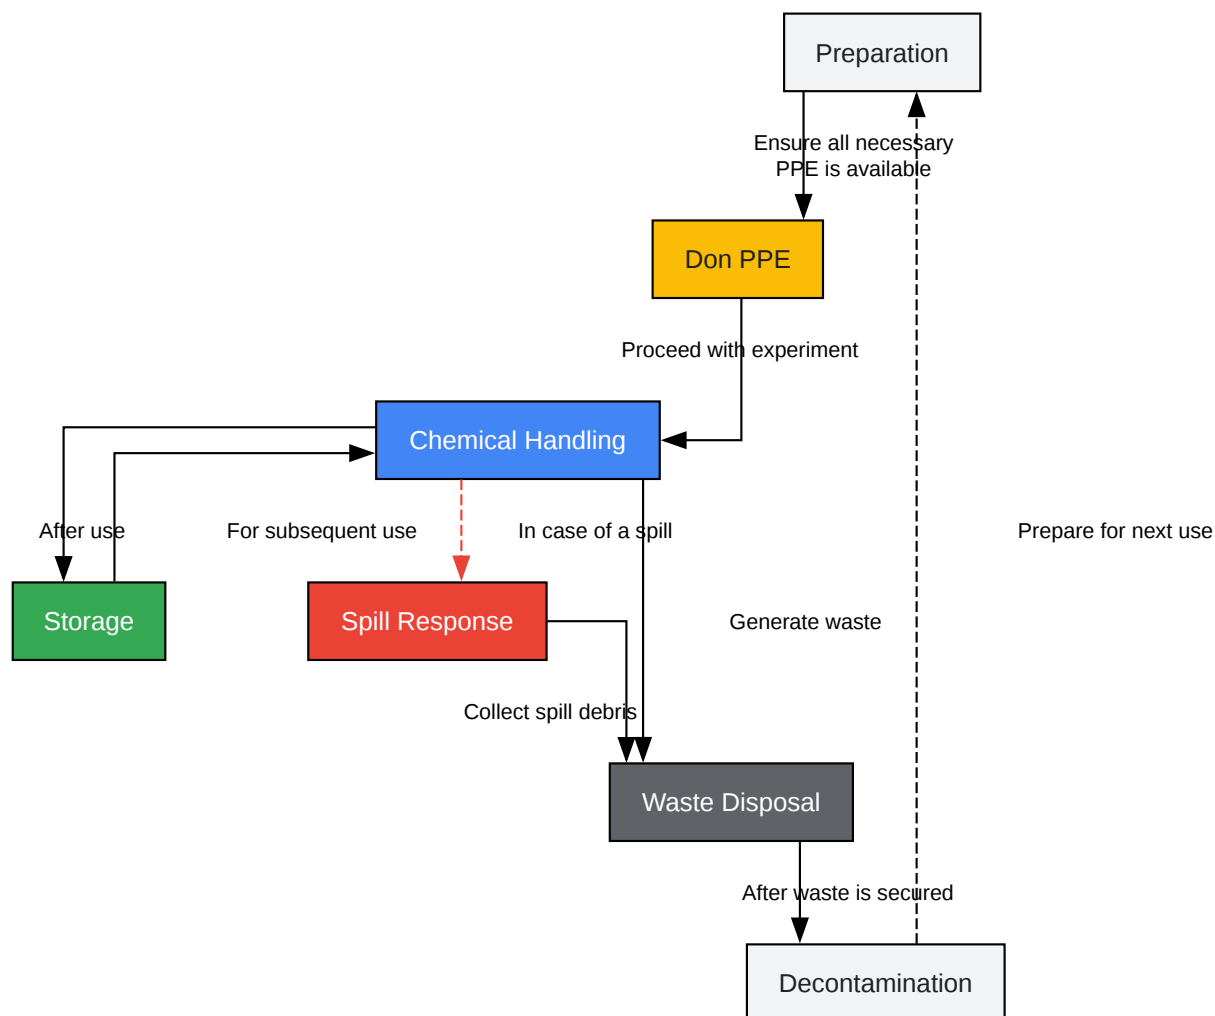 Preparation
Ensure all necessary
PPE is available
Don PPE
Proceed with experiment
Chemical Handling
After use
For subsequent use
In case of a spill
Prepare for next use
Storage
Spill Response
Generate waste
Collect spill debris
Waste Disposal
After waste is secured
Decontamination